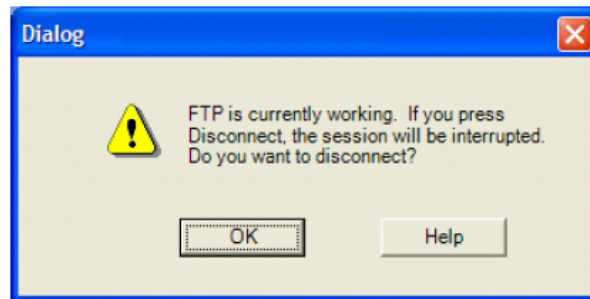 Dialog
FTP is currently working.  If you press
Disconnect, the session will be interrupted.
Do you want to disconnect?
OK
Help